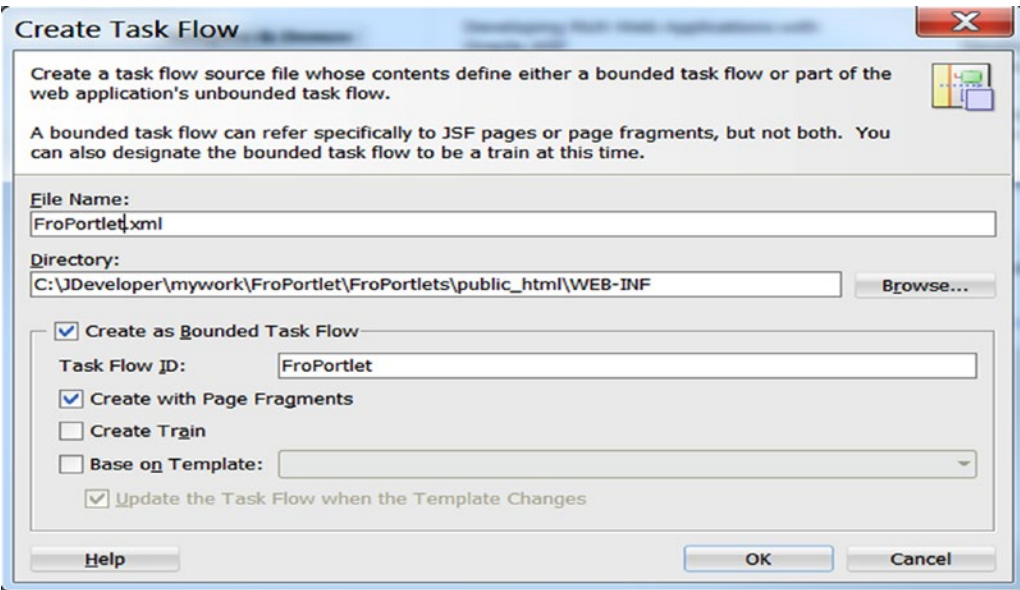 Create Task Flow
Create a task flow source file whose contents define either a bounded task flow or part of the
web application's unbounded task flow.
A bounded task flow can refer specifically to JSF pages or page fragments, but not both.  You
can also designate the bounded task flow to be a train at this time.
File Name:
FroPortlet.xml
Directory:
C:\JDeveloper\mywork\FroPortlet\FroPortlets\public_html\WEB-INF
Browse...
Create as Bounded Task Flow
Task Flow ID:
FroPortlet
Create with Page Fragments
Create Train
Base on Template:
Update the Task Flow when the Template Changes
Help
OK
Cancel